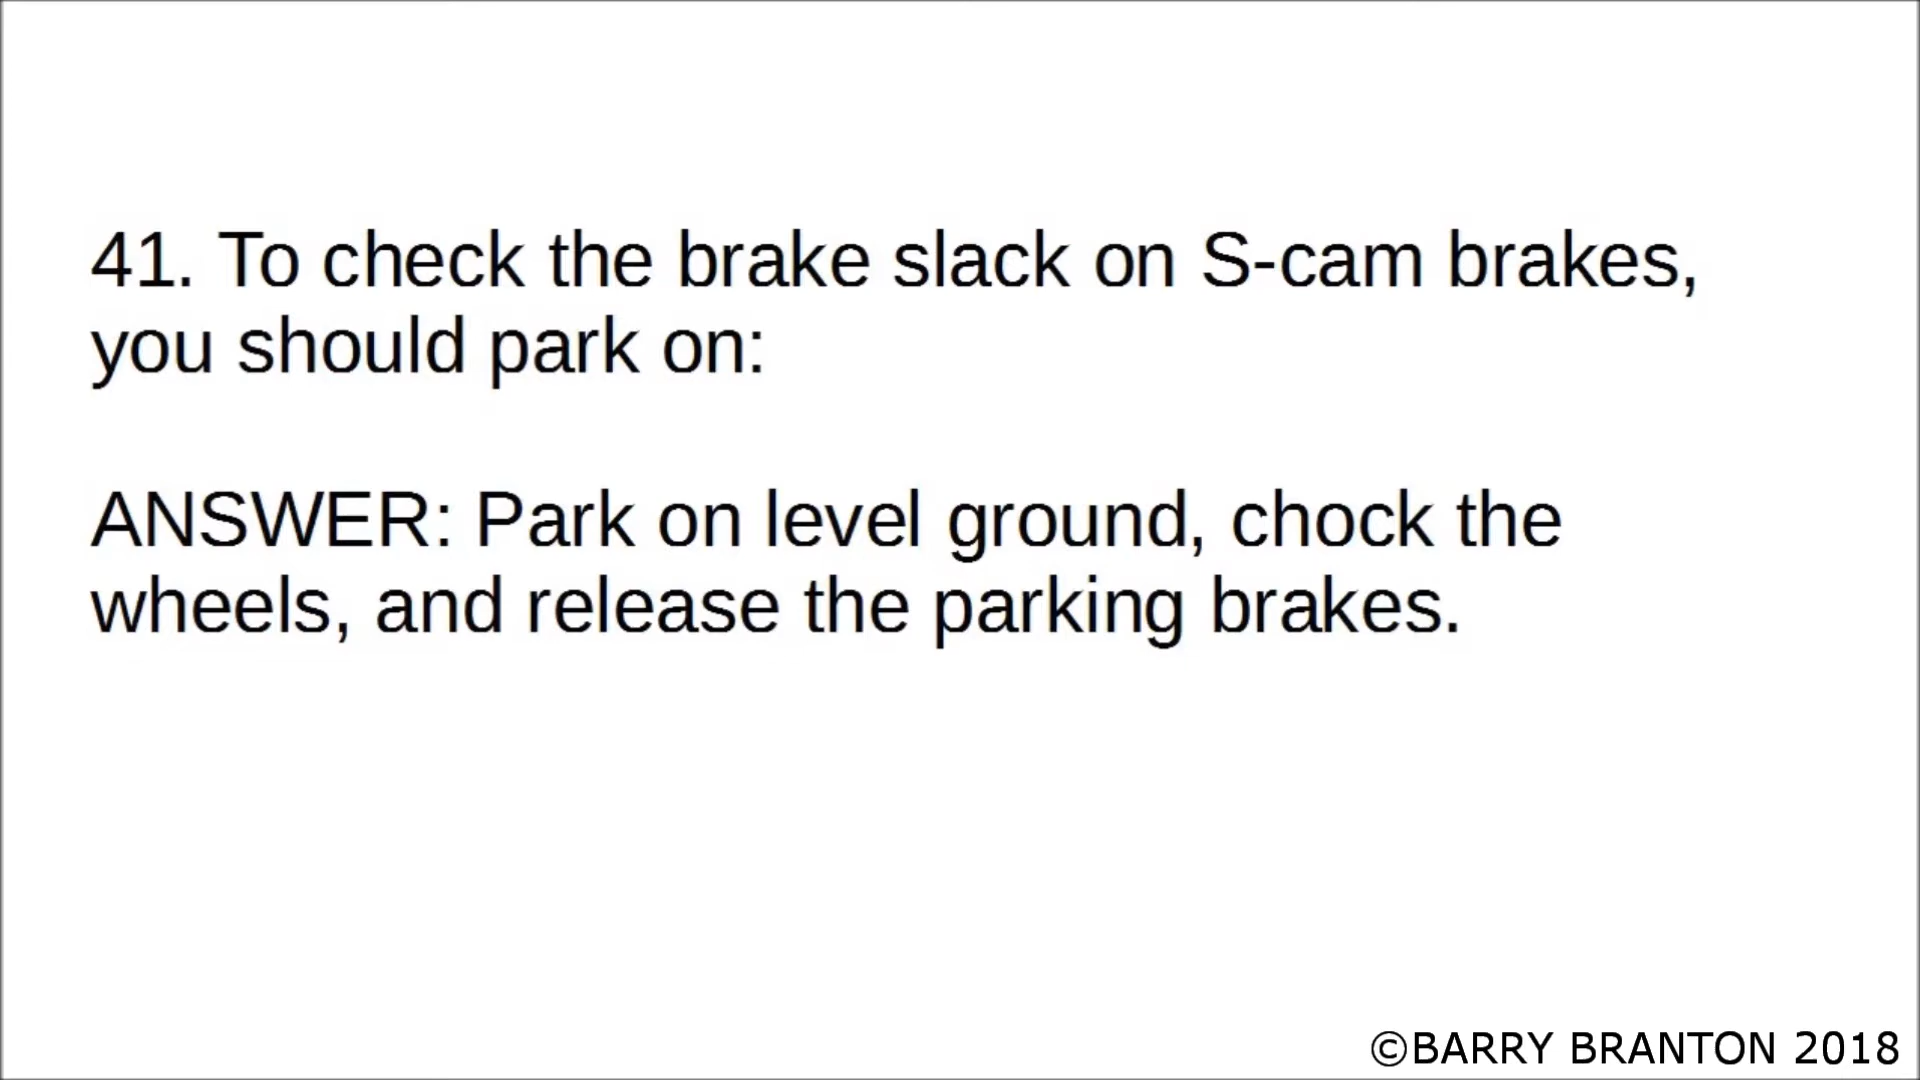 41. To check the brake slack on S-cam brakes,
you should park on:
ANSWER: Park on level ground, chock the
wheels, and release the parking brakes.
©BARRY BRANTON 2018